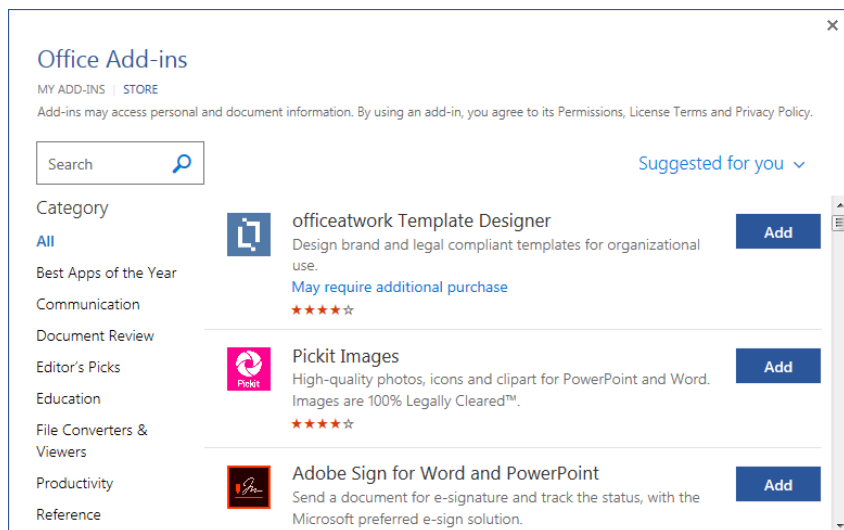 Office Add-ins
MY ADD-INS | STORE
Add-ins may access personal and document information. By using an add-in, you agree to its Permissions, License Terms and Privacy Policy.
Search
Suggested for you
Category
All
Best Apps of the Year
Communication
Document Review
Editor's Picks
Education
File Converters &
Viewers
Productivity
Reference
officeatwork Template Designer
Design brand and legal compliant templates for organizational
use.
May require additional purchase
Add
Pickit
Pickit Images
High-quality photos, icons and clipart for PowerPoint and Word.
Images are 100% Legally Cleared™.
Add
Adobe Sign for Word and PowerPoint
Send a document for e-signature and track the status, with the
Microsoft preferred e-sign solution.
Add